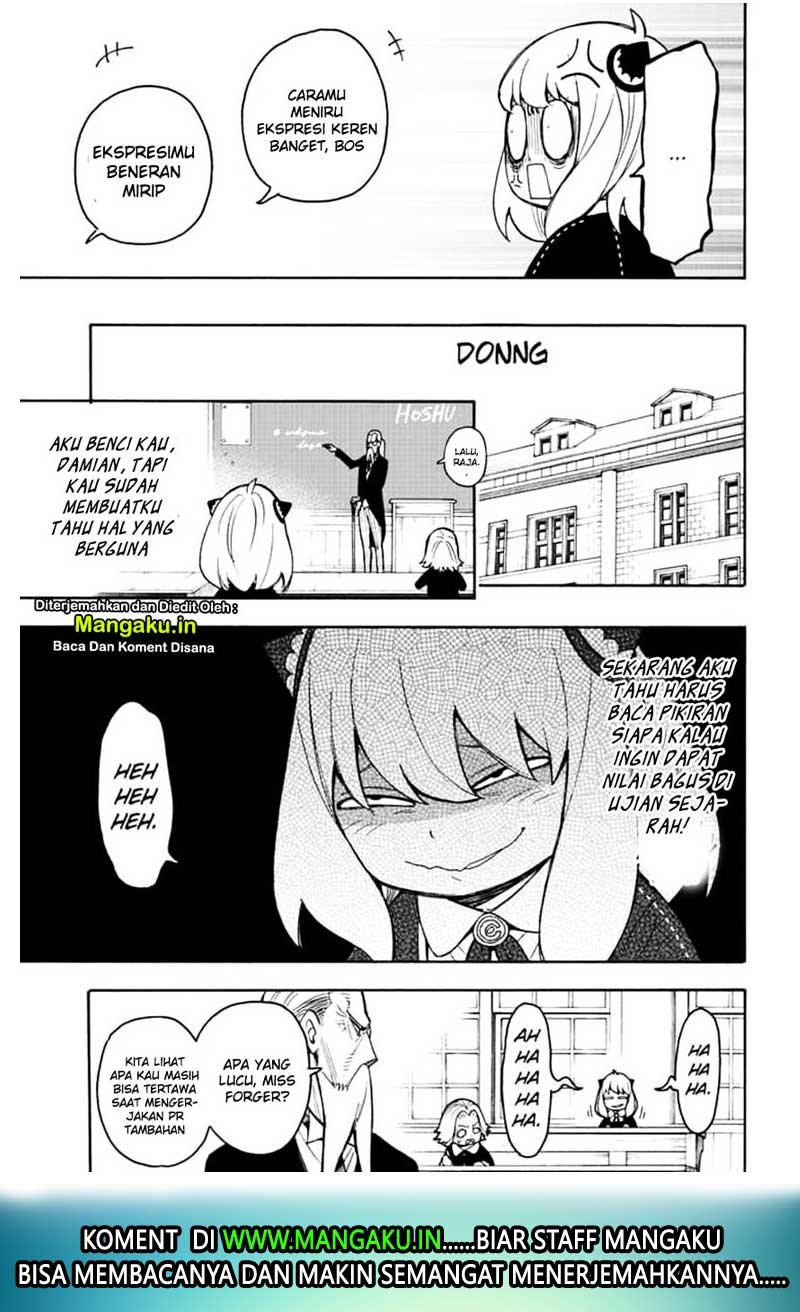 ...
CARAMU
MENIRU
EKSPRESI KEREN
BANGET, BOS
EKSPRESIMU
BENERAN
MIRIP
DONNG
HOSHU
LALU,
RAJA.
AKU BENCI KAU,
DAMIAN, TAPI
KAU SUDAH
MEMBUATKU
TAHU HAL YANG
BERGUNA
Diterjemahkan dan Diedit Oleh :
Mangaku.in
Baca Dan Koment Disana
SEKARANG AKU
TAHU HARUS
BACA PIKIRAN
SIAPA KALAU
INGIN DAPAT
NILAI BAGUS DI
UJIAN SEJA-
RAH!
HEH
HEH
HEH.
HA
HA
HA.
AH
HA
HA
HA
HA.
APA YANG
LUCU, MISS
FORGER?
KITA LIHAT
APA KAU MASIH
BISA TERTAWA
SAAT MENGER-
JAKAN PR
TAMBAHAN
KOMENT DI WWW.MANGAKU.IN......BIAR STAFF MANGAKU
BISA MEMBACANYA DAN MAKIN SEMANGAT MENERJEMAHKANNYA.....